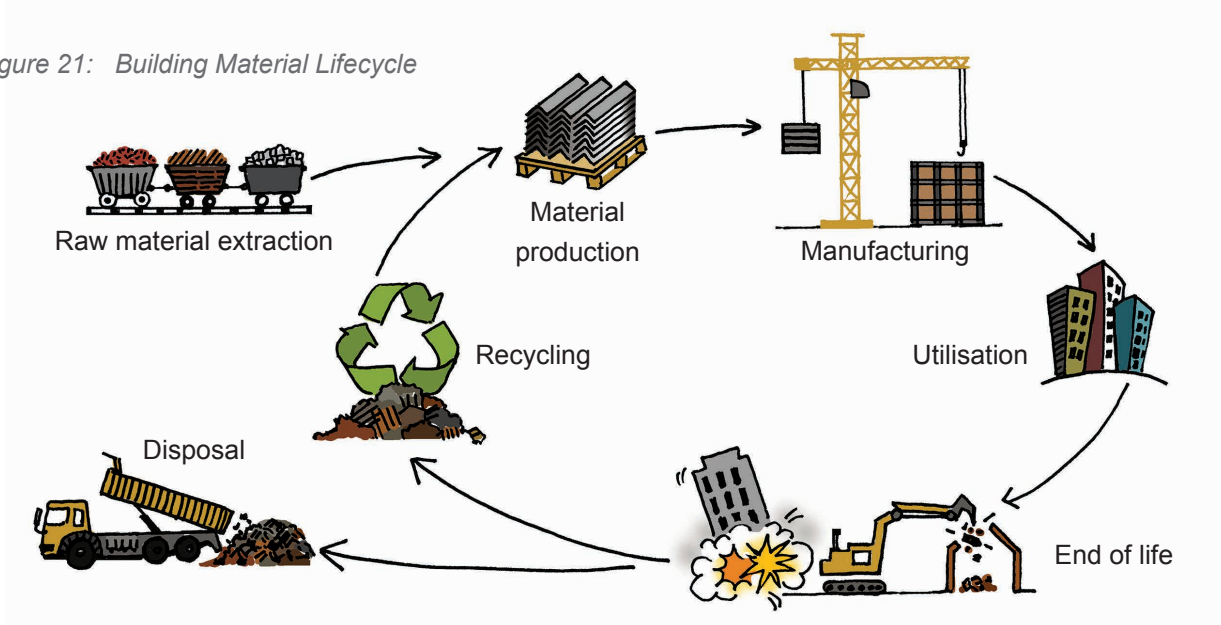 gure 21: Building Material Lifecycle
Raw material extraction
Material
production
Manufacturing
Recycling
Utilisation
Disposal
End of life